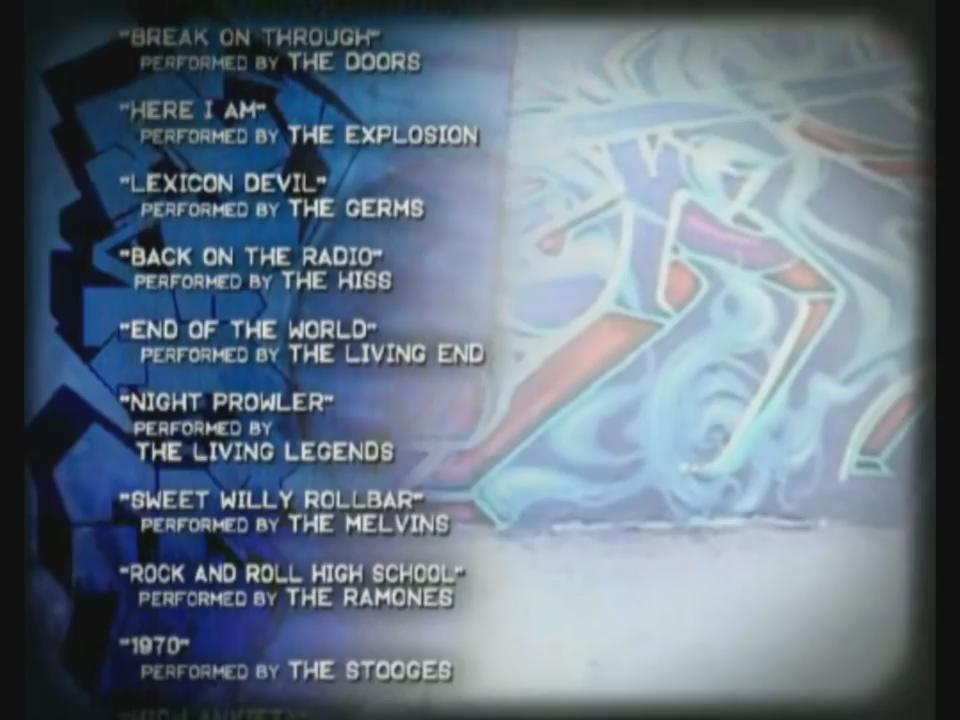 "BREAK ON THROUGH"
PERFORMED BY THE DOORS
"HERE I AM"
PERFORMED BY THE EXPLOSION
"LEXICON DEVIL"
PERFORMED BY THE GERMS
"BACK ON THE RADIO"
PERFORMED BY THE HISS
"END OF THE WORLD"
PERFORMED BY THE LIVING END
"NIGHT PROWLER"
PERFORMED BY
THE LIVING LEGENDS
"SWEET WILLY ROLLBAR"
PERFORMED BY THE MELVINS
"ROCK AND ROLL HIGH SCHOOL"
PERFORMED BY THE RAMONES
"1970"
PERFORMED BY THE STOOGES